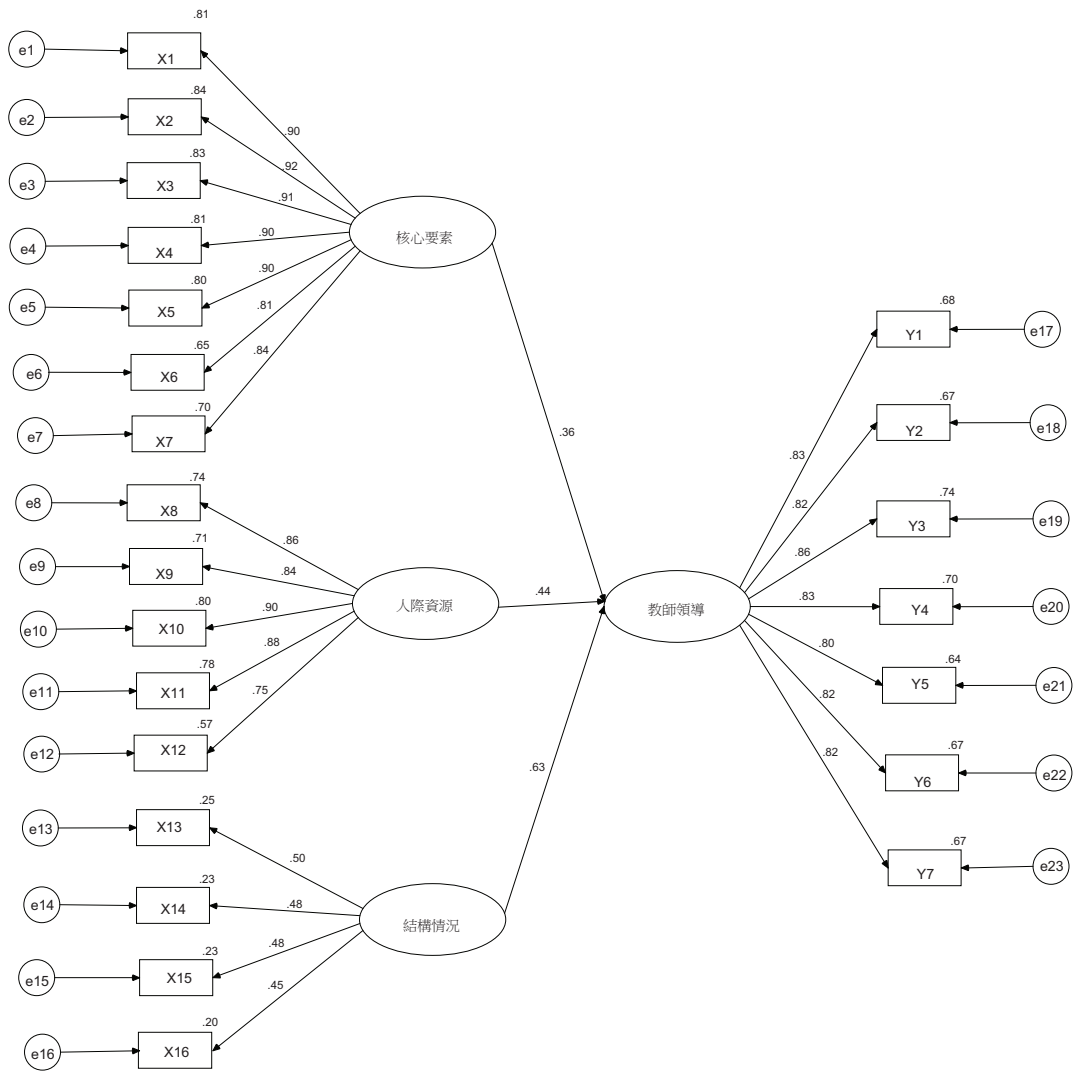 .81
e1
X1
.84
e2
X2
.90
.83
.92
e3
X3
.91
.81
e4
X4
.90
核心要素
.80
.90
e5
X5
.81
.65
.84
e6
X6
.70
e7
X7
.36
.74
e8
X8
.86
.71
e9
X9
.84
.80
.90
人際資源
.44
e10
X10
.88
.78
.75
e11
X11
.57
e12
X12
.63
.25
e13
X13
.50
.23
.48
e14
X14
結構情況
.23
.48
e15
X15
.45
.20
e16
X16
教師領導
.68
Y1
e17
.67
Y2
e18
.83
.82
.74
Y3
e19
.86
.70
.83
Y4
e20
.80
.64
Y5
e21
.82
.67
Y6
e22
.82
.67
Y7
e23